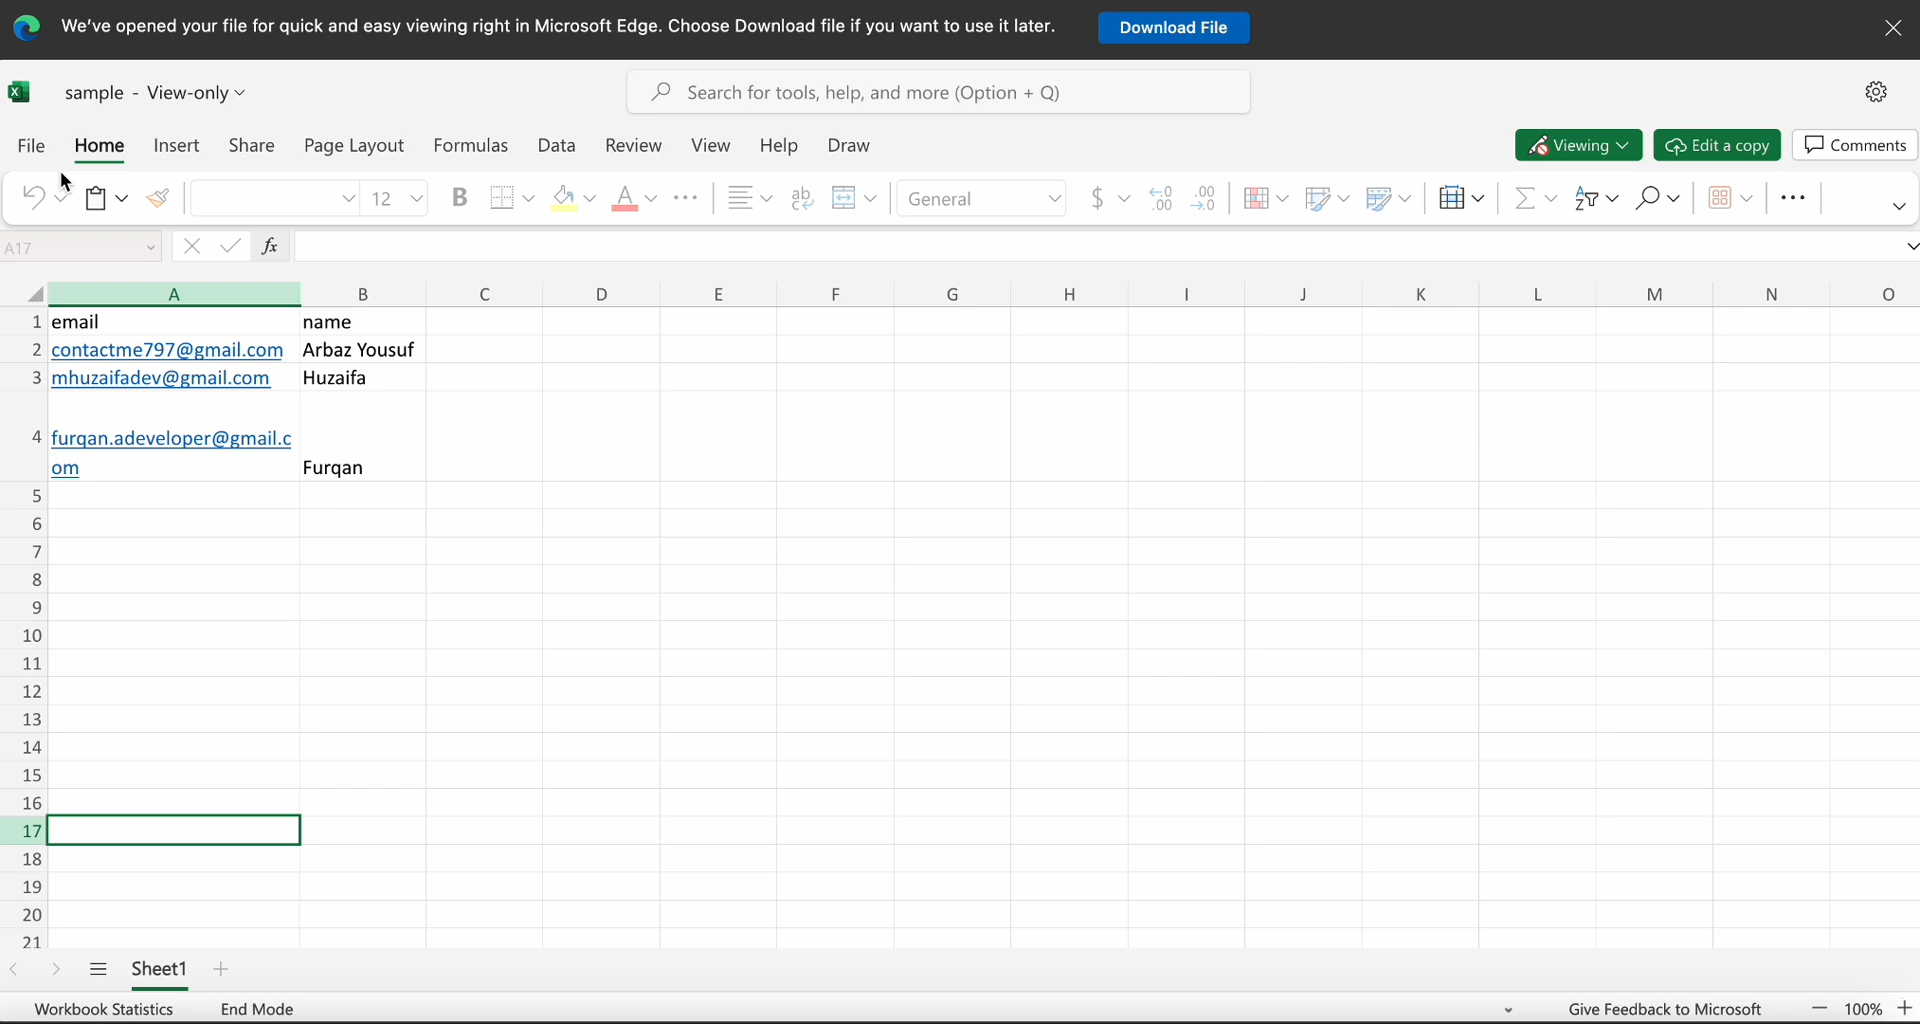 We've opened your file for quick and easy viewing right in Microsoft Edge. Choose Download file if you want to use it later. Download File
sample - View-only Search for tools, help, and more (Option + Q)
File Home Insert Share Page Layout Formulas Data Review View Help Draw Viewing Edit a copy Comments
12 B A ab General $ .00 .00
A17 fx
A B C D E F G H I J K L M N O
1 email name
2 contactme797@gmail.com Arbaz Yousuf
3 mhuzaifadev@gmail.com Huzaifa
4 furqan.adeveloper@gmail.c
om Furqan
5
6
7
8
9
10
11
12
13
14
15
16
17
18
19
20
21
Sheet1
Workbook Statistics End Mode Give Feedback to Microsoft 100%